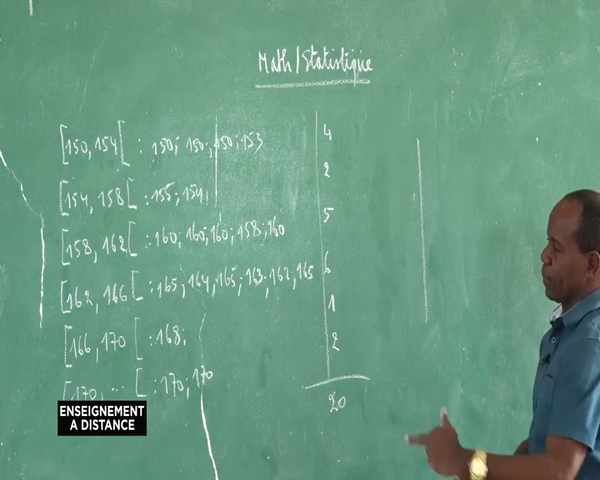 Math/Statistique
[150, 154[ : 150; 150; 150; 153 4
[154, 158[ : 155; 154 2
[158, 162[ : 160, 160, 160; 158; 160 5
[162, 166[ : 165, 164, 165; 163; 162, 165 6
[166, 170 [ : 168; 1
[170, ... [ : 170; 170 2
20
ENSEIGNEMENT
A DISTANCE